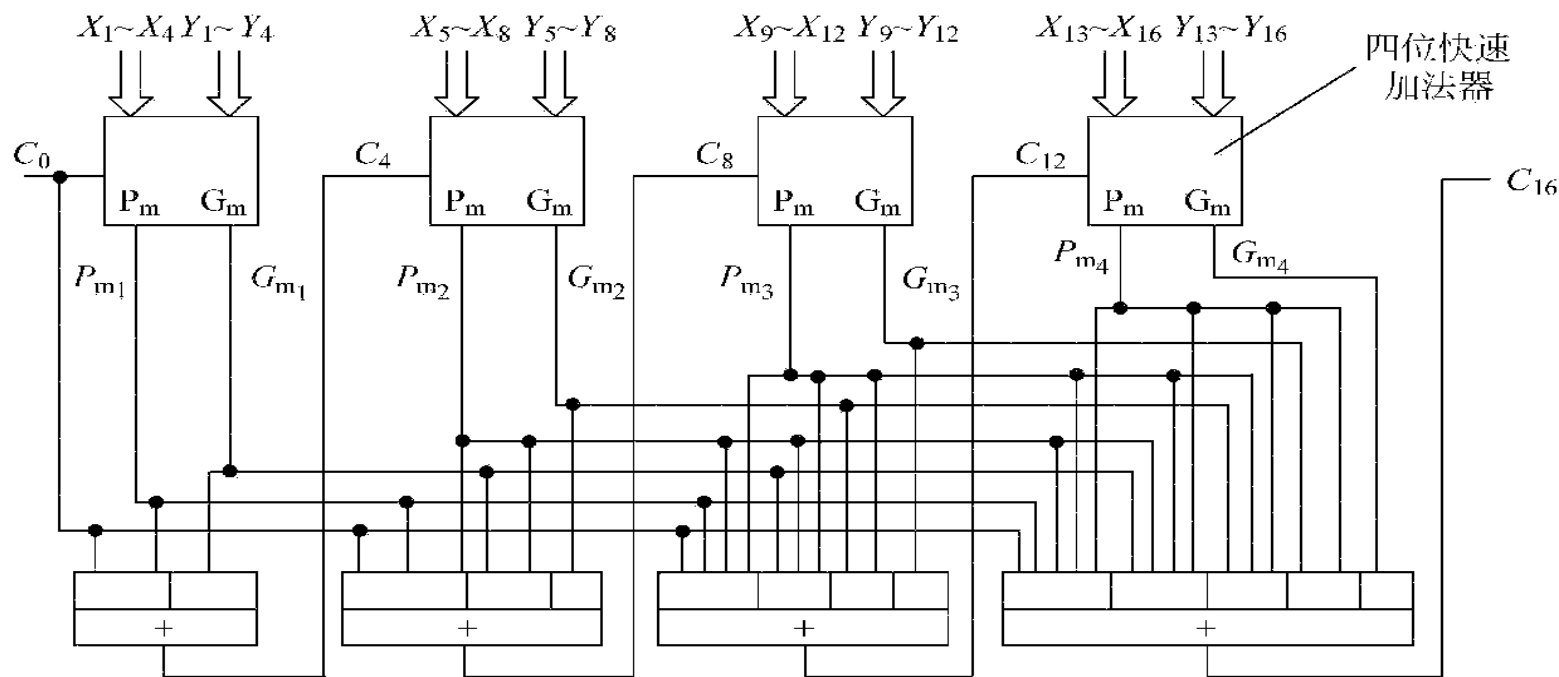 X₁~X₄ Y₁~Y₄ X₅~X₈ Y₅~Y₈ X₉~X₁₂ Y₉~Y₁₂ X₁₃~X₁₆ Y₁₃~Y₁₆
四位快速
加法器
C₀ C₄ C₈ C₁₂ C₁₆
Pₘ Gₘ Pₘ Gₘ Pₘ Gₘ Pₘ Gₘ
Pₘ₁ Gₘ₁ Pₘ₂ Gₘ₂ Pₘ₃ Gₘ₃ Pₘ₄ Gₘ₄
+ + + +